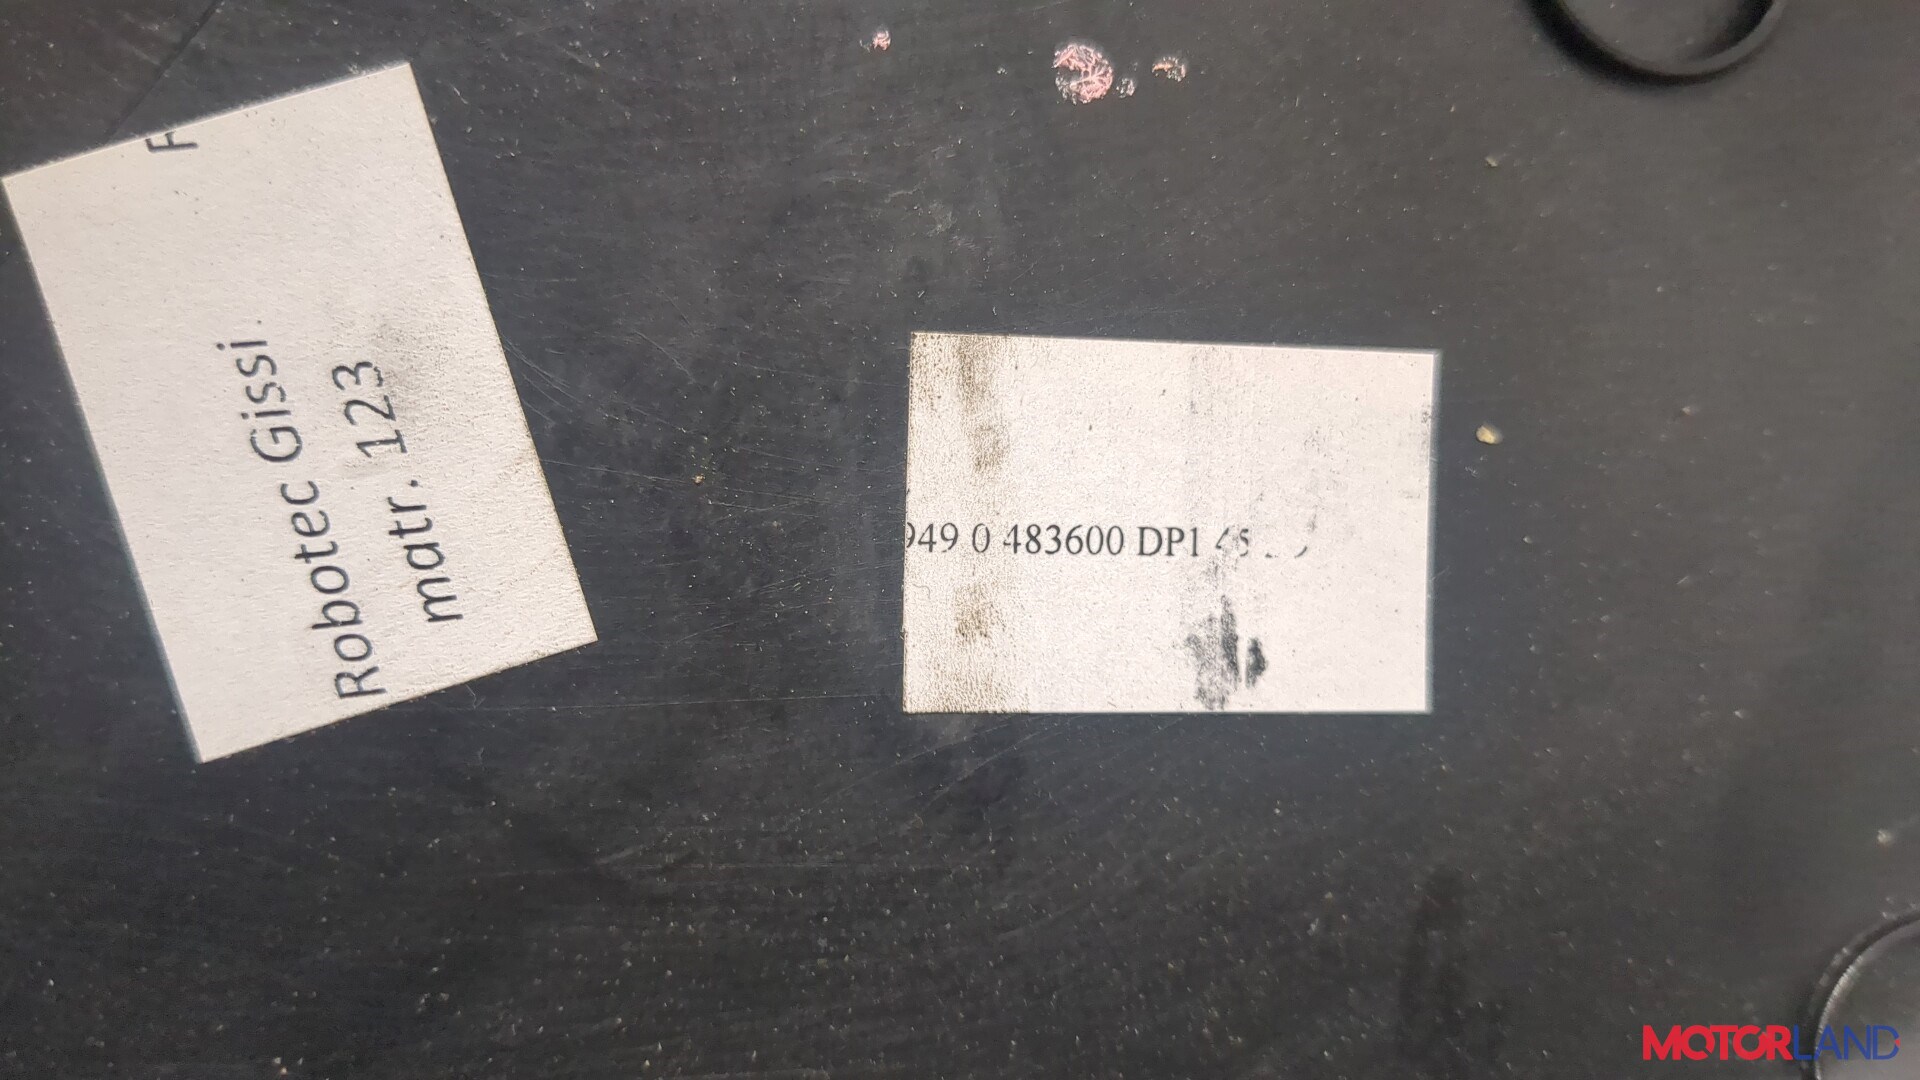 Robotec Gissi.
matr. 123
949 0 483600 DP1
MOTORLAND